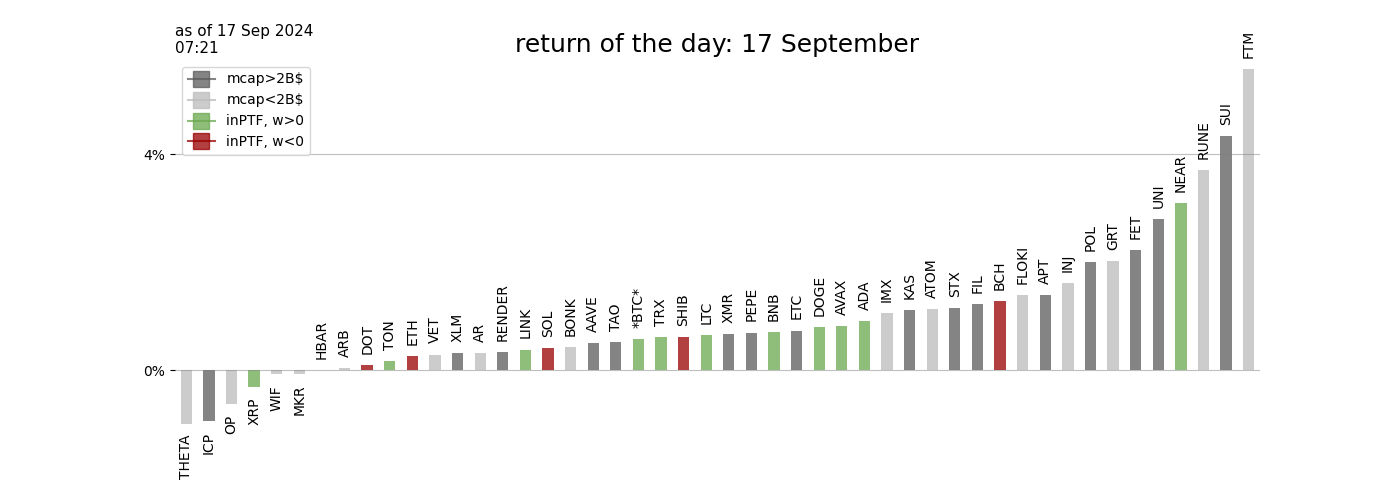 as of 17 Sep 2024
07:21
return of the day: 17 September
mcap>2B$
mcap<2B$
inPTF, w>0
inPTF, w<0
4%
0%
THETA
ICP
OP
XRP
WIF
MKR
HBAR
ARB
DOT
TON
ETH
VET
XLM
AR
RENDER
LINK
SOL
BONK
AAVE
TAO
*BTC*
TRX
SHIB
LTC
XMR
PEPE
BNB
ETC
DOGE
AVAX
ADA
IMX
KAS
ATOM
STX
FIL
BCH
FLOKI
APT
INJ
POL
GRT
FET
UNI
NEAR
RUNE
SUI
FTM